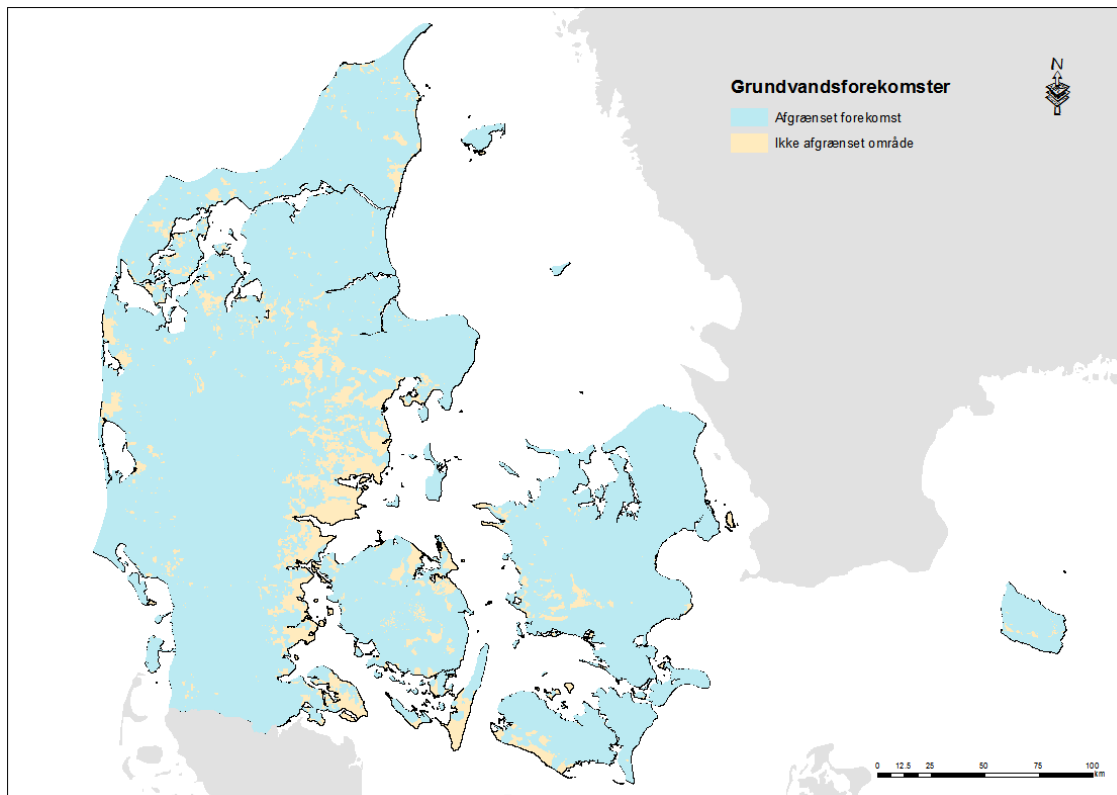 N
Grundvandsforekomster
Afgrænset forekomst
Ikke afgrænset område
0 12.5 25 50 75 100
km